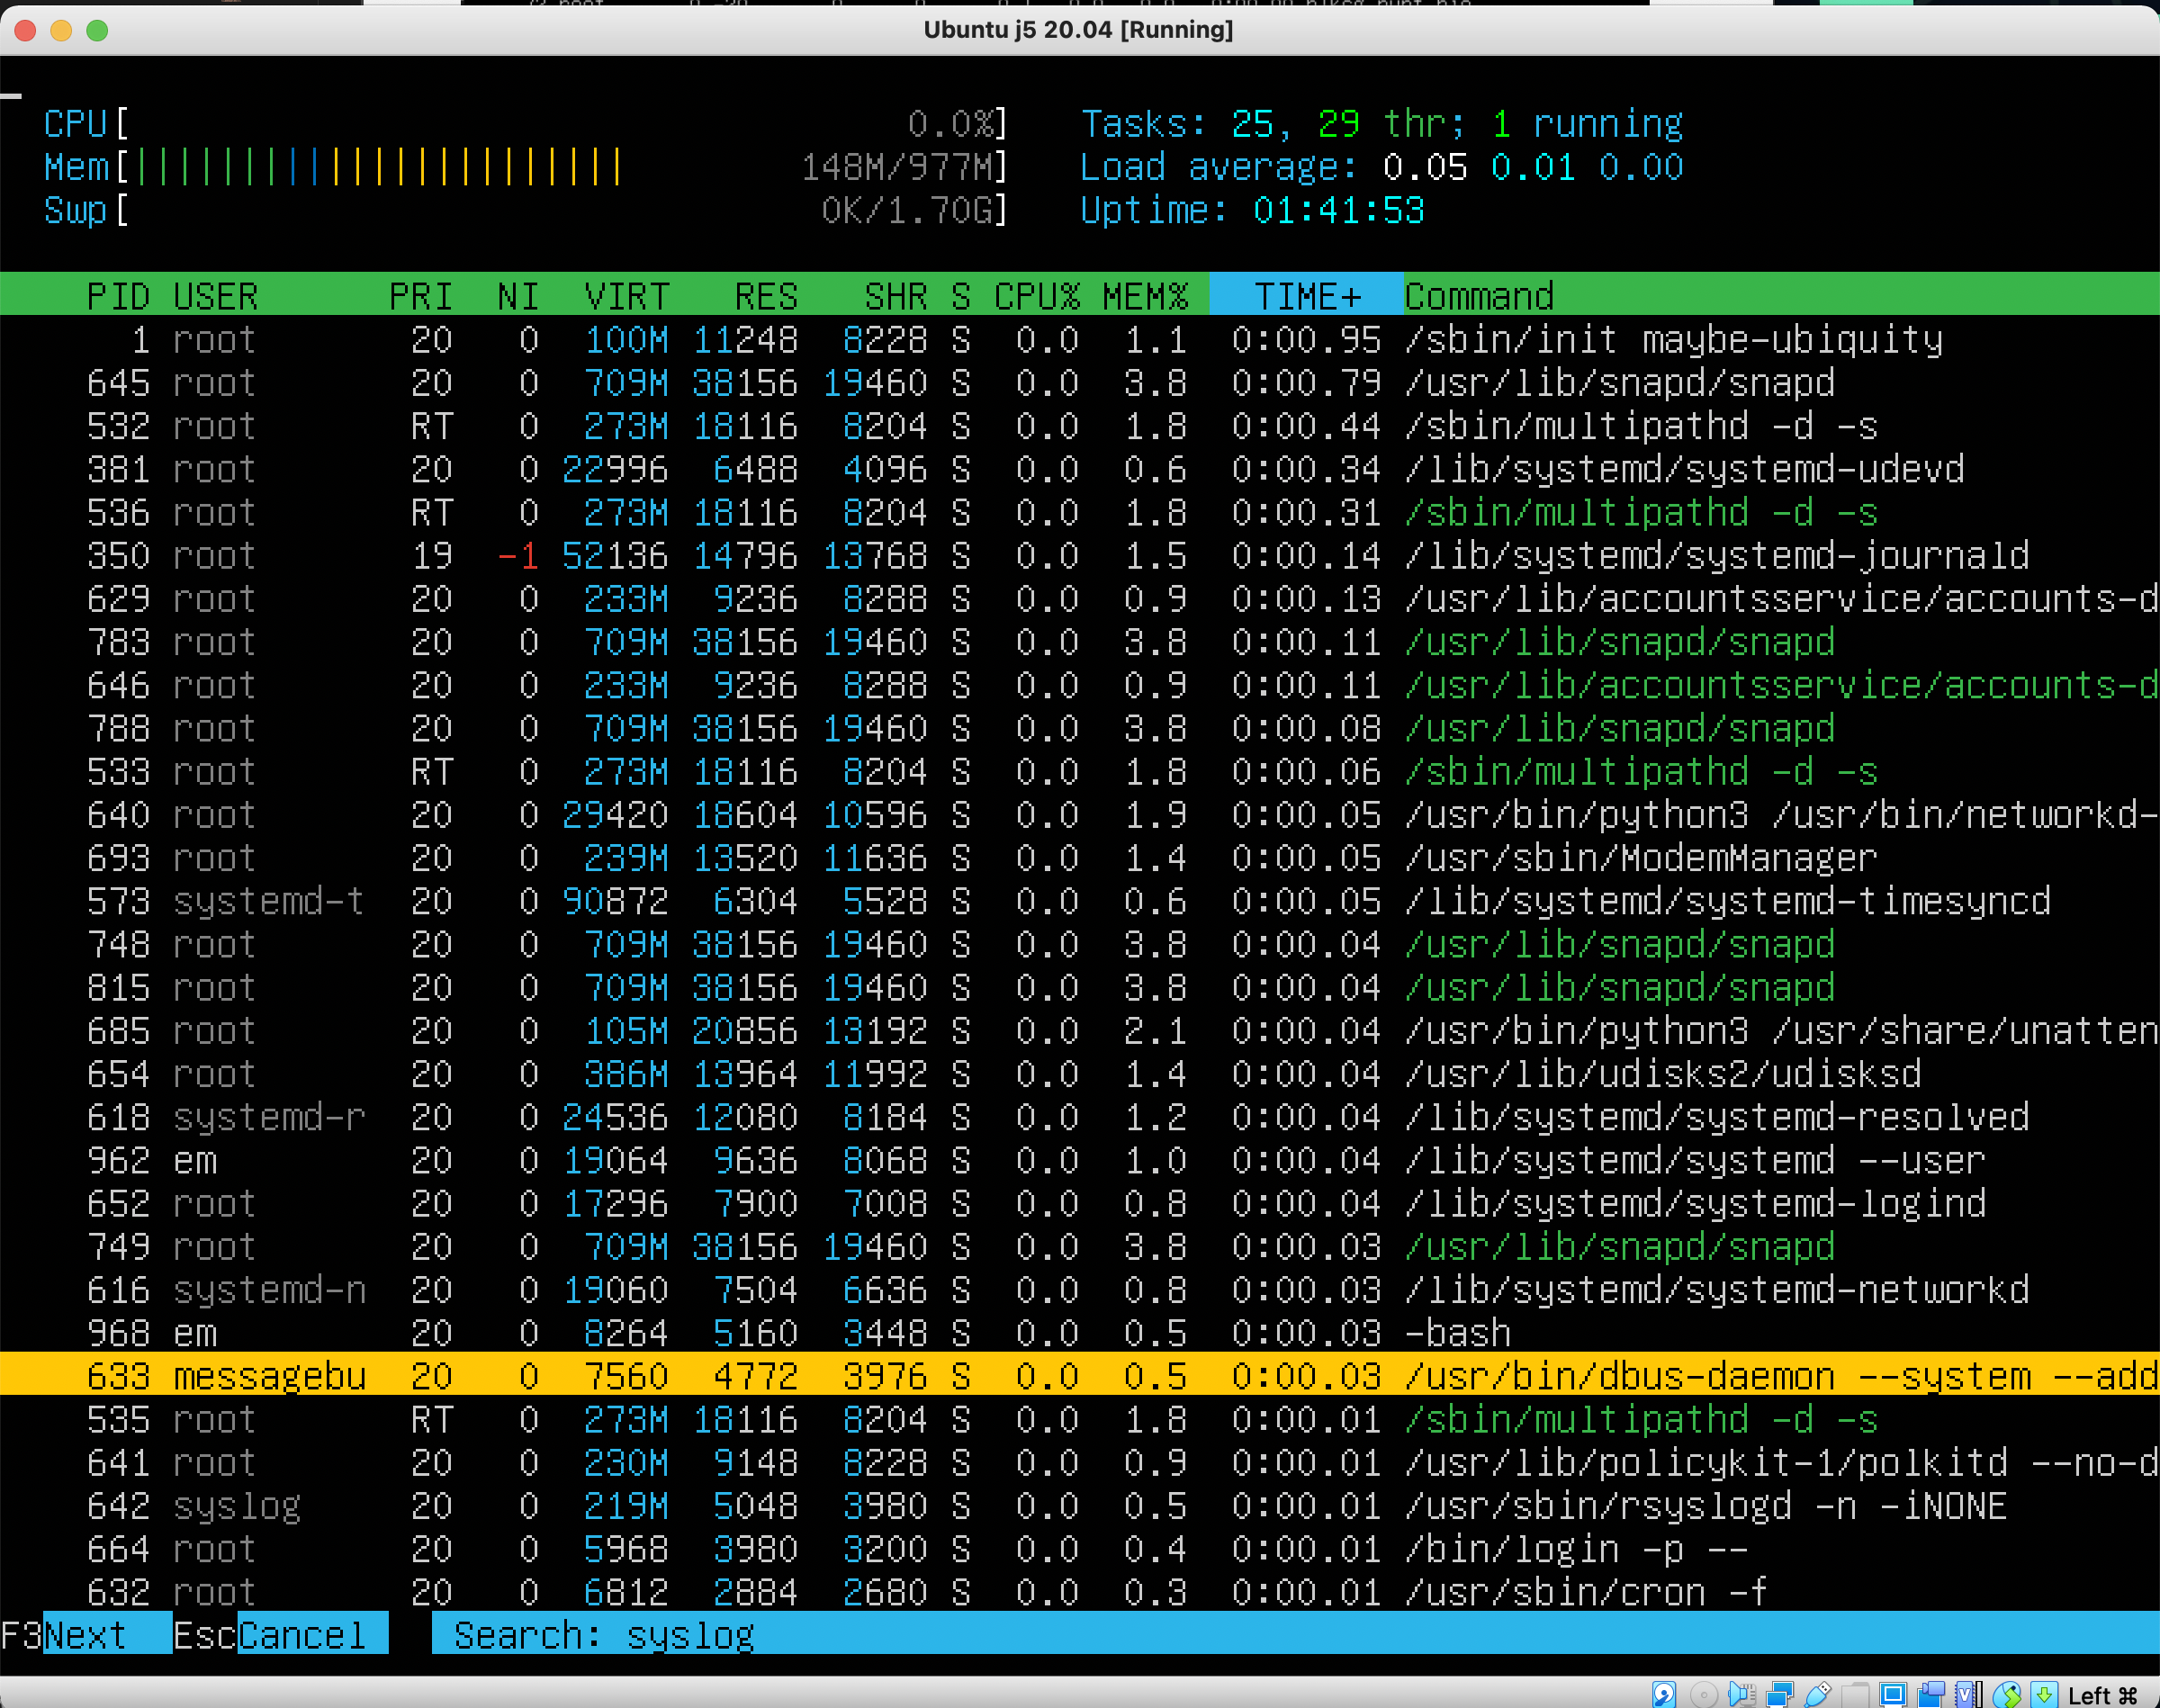 Ubuntu j5 20.04 [Running]
CPU[ 0.0%] Tasks: 25, 29 thr; 1 running
Mem[||||||||||||||||||||||| 148M/977M] Load average: 0.05 0.01 0.00
Swp[ 0K/1.70G] Uptime: 01:41:53
PID USER PRI NI VIRT RES SHR S CPU% MEM% TIME+ Command
1 root 20 0 100M 11248 8228 S 0.0 1.1 0:00.95 /sbin/init maybe-ubiquity
645 root 20 0 709M 38156 19460 S 0.0 3.8 0:00.79 /usr/lib/snapd/snapd
532 root RT 0 273M 18116 8204 S 0.0 1.8 0:00.44 /sbin/multipathd -d -s
381 root 20 0 22996 6488 4096 S 0.0 0.6 0:00.34 /lib/systemd/systemd-udevd
536 root RT 0 273M 18116 8204 S 0.0 1.8 0:00.31 /sbin/multipathd -d -s
350 root 19 -1 52136 14796 13768 S 0.0 1.5 0:00.14 /lib/systemd/systemd-journald
629 root 20 0 233M 9236 8288 S 0.0 0.9 0:00.13 /usr/lib/accountsservice/accounts-d
783 root 20 0 709M 38156 19460 S 0.0 3.8 0:00.11 /usr/lib/snapd/snapd
646 root 20 0 233M 9236 8288 S 0.0 0.9 0:00.11 /usr/lib/accountsservice/accounts-d
788 root 20 0 709M 38156 19460 S 0.0 3.8 0:00.08 /usr/lib/snapd/snapd
533 root RT 0 273M 18116 8204 S 0.0 1.8 0:00.06 /sbin/multipathd -d -s
640 root 20 0 29420 18604 10596 S 0.0 1.9 0:00.05 /usr/bin/python3 /usr/bin/networkd-
693 root 20 0 239M 13520 11636 S 0.0 1.4 0:00.05 /usr/sbin/ModemManager
573 systemd-t 20 0 90872 6304 5528 S 0.0 0.6 0:00.05 /lib/systemd/systemd-timesyncd
748 root 20 0 709M 38156 19460 S 0.0 3.8 0:00.04 /usr/lib/snapd/snapd
815 root 20 0 709M 38156 19460 S 0.0 3.8 0:00.04 /usr/lib/snapd/snapd
685 root 20 0 105M 20856 13192 S 0.0 2.1 0:00.04 /usr/bin/python3 /usr/share/unatten
654 root 20 0 386M 13964 11992 S 0.0 1.4 0:00.04 /usr/lib/udisks2/udisksd
618 systemd-r 20 0 24536 12080 8184 S 0.0 1.2 0:00.04 /lib/systemd/systemd-resolved
962 em 20 0 19064 9636 8068 S 0.0 1.0 0:00.04 /lib/systemd/systemd --user
652 root 20 0 17296 7900 7008 S 0.0 0.8 0:00.04 /lib/systemd/systemd-logind
749 root 20 0 709M 38156 19460 S 0.0 3.8 0:00.03 /usr/lib/snapd/snapd
616 systemd-n 20 0 19060 7504 6636 S 0.0 0.8 0:00.03 /lib/systemd/systemd-networkd
968 em 20 0 8264 5160 3448 S 0.0 0.5 0:00.03 -bash
633 messagebu 20 0 7560 4772 3976 S 0.0 0.5 0:00.03 /usr/bin/dbus-daemon --system --add
535 root RT 0 273M 18116 8204 S 0.0 1.8 0:00.01 /sbin/multipathd -d -s
641 root 20 0 230M 9148 8228 S 0.0 0.9 0:00.01 /usr/lib/policykit-1/polkitd --no-d
642 syslog 20 0 219M 5048 3980 S 0.0 0.5 0:00.01 /usr/sbin/rsyslogd -n -iNONE
664 root 20 0 5968 3980 3200 S 0.0 0.4 0:00.01 /bin/login -p --
632 root 20 0 6812 2884 2680 S 0.0 0.3 0:00.01 /usr/sbin/cron -f
F3Next EscCancel Search: syslog
Left ⌘